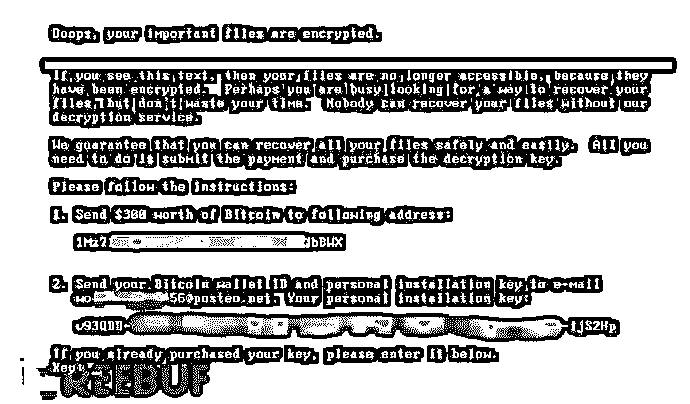 Ooops, your important files are encrypted.
If you see this text, then your files are no longer accessible, because they
have been encrypted. Perhaps you are busy looking for a way to recover your
files, but don't waste your time. Nobody can recover your files without our
decryption service.
We guarantee that you can recover all your files safely and easily. All you
need to do is submit the payment and purchase the decryption key.
Please follow the instructions:
1. Send $300 worth of Bitcoin to following address:
1Mz7 JbBWX
2. Send your Bitcoin wallet ID and personal installation key to e-mail
wo 56@posteo.net. Your personal installation key:
If you already purchased your key, please enter it below.
Key:
REEBUF